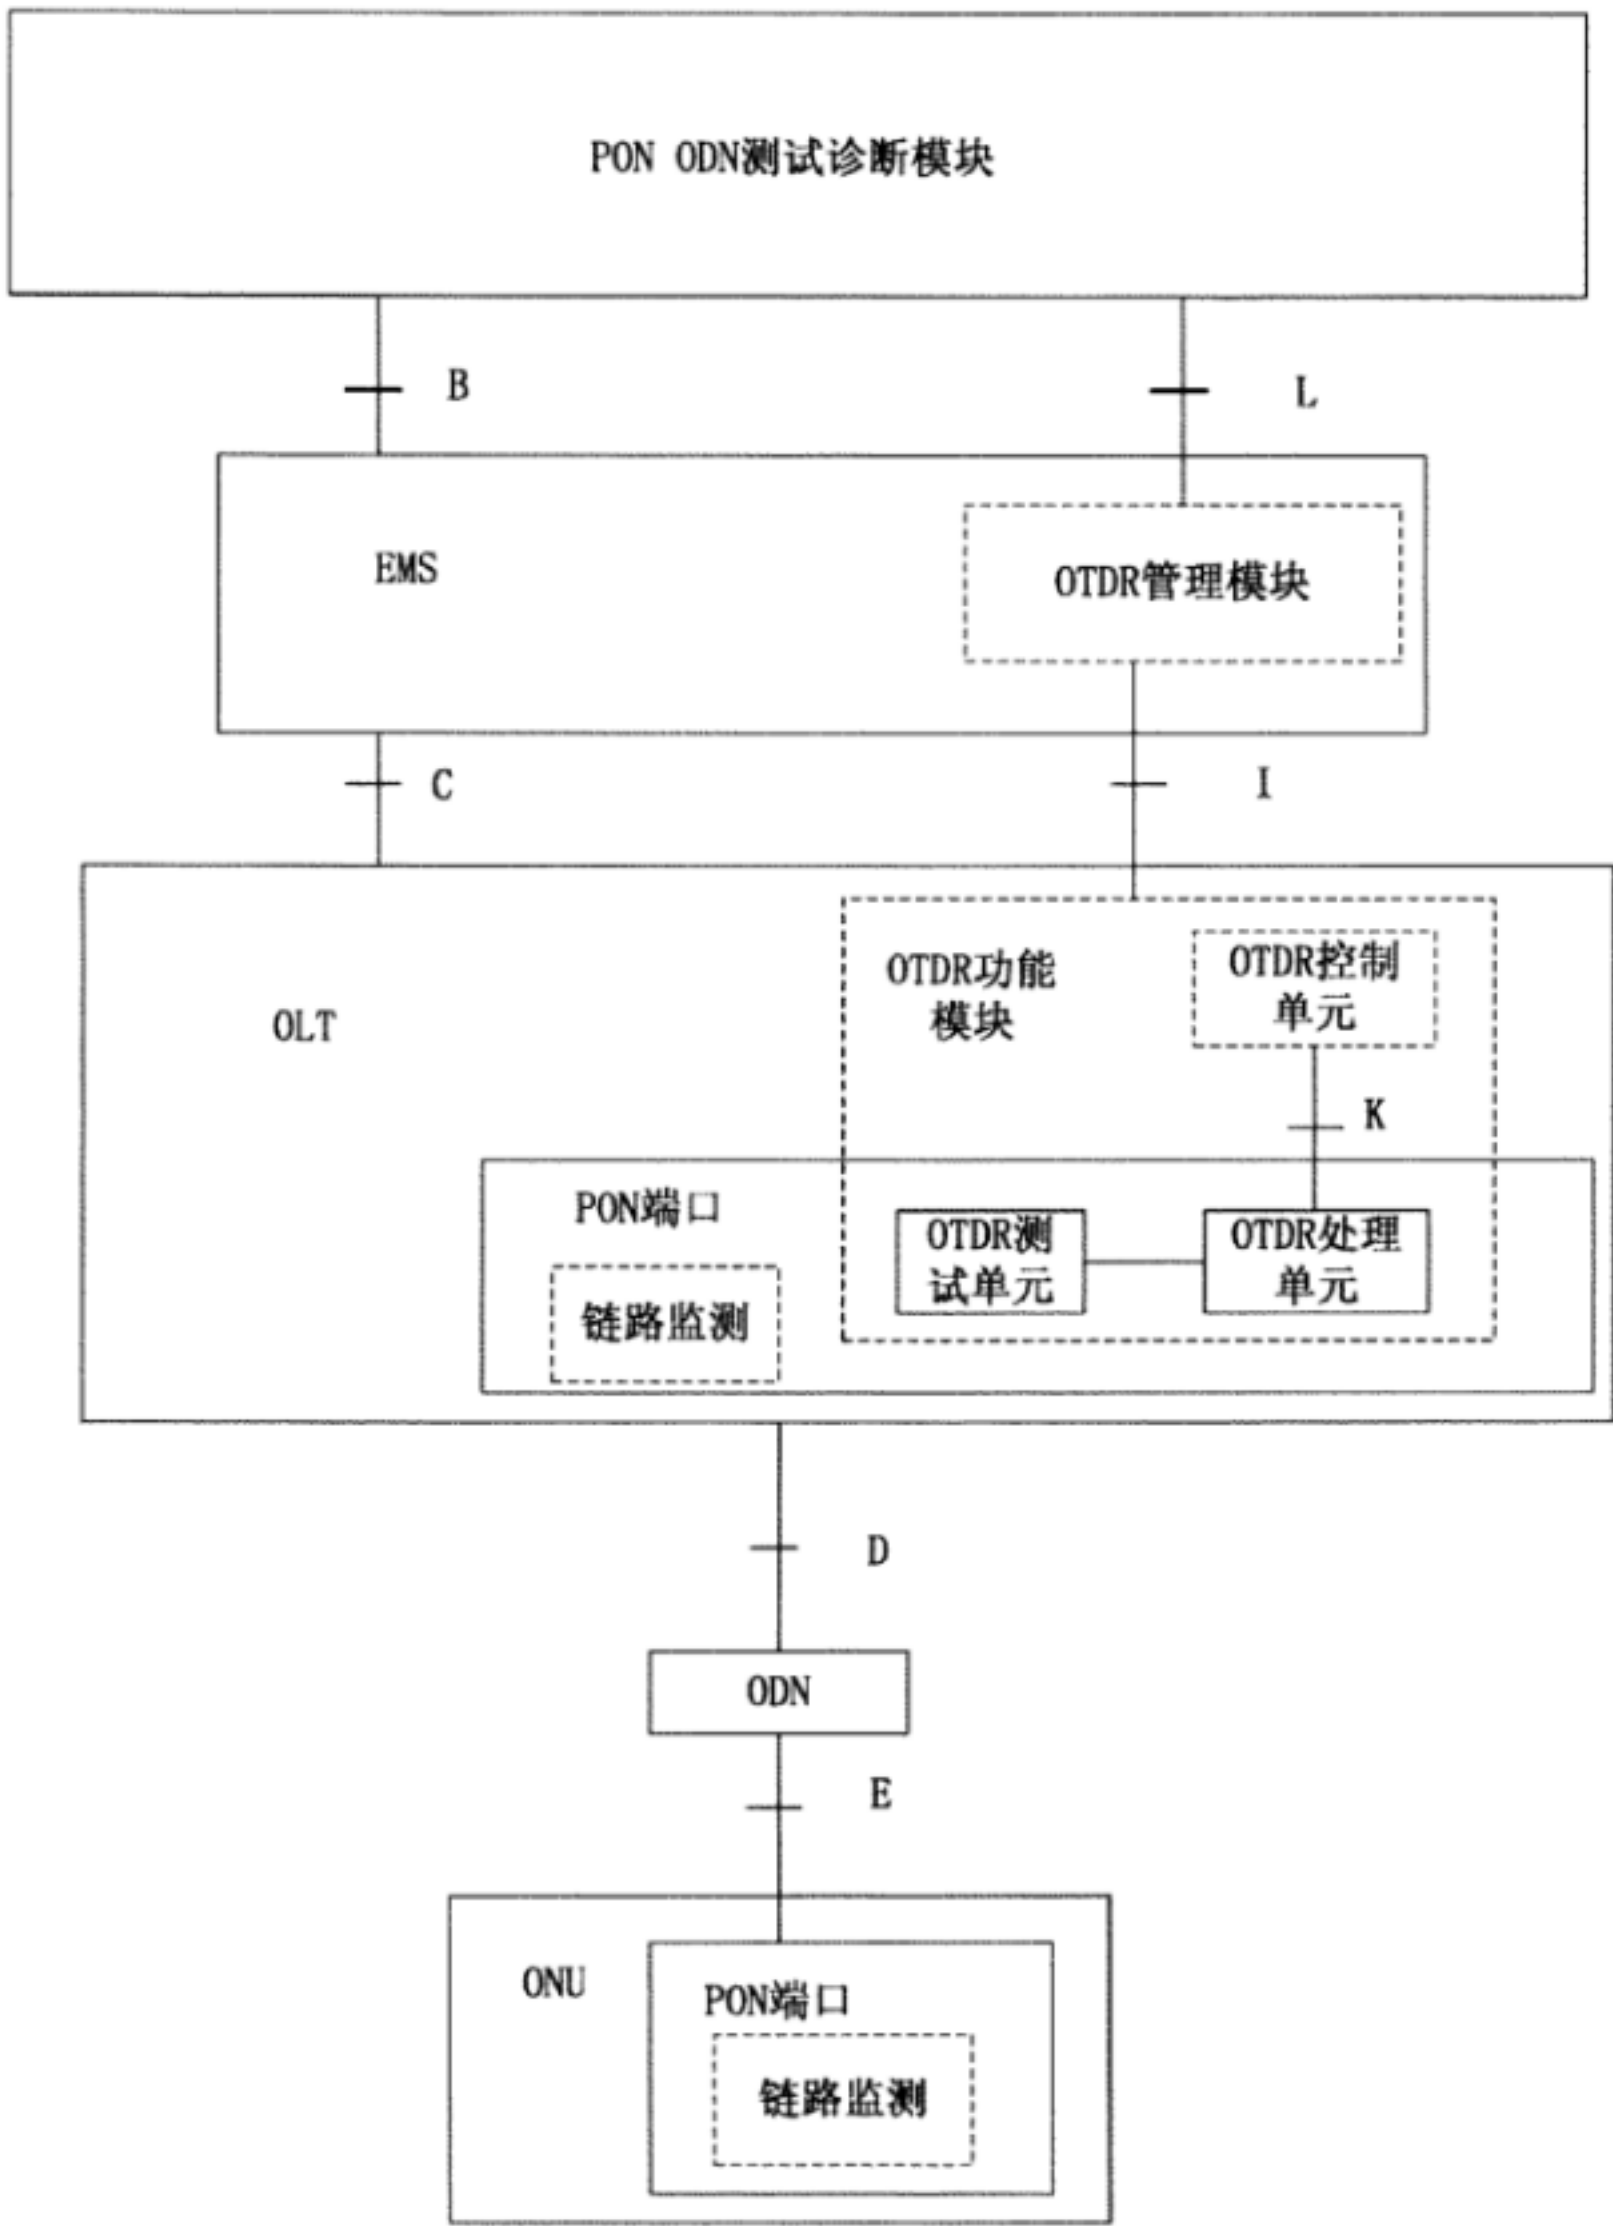 PON ODN测试诊断模块
B
L
EMS
OTDR管理模块
C
I
OLT
OTDR功能
模块
OTDR控制
单元
K
PON端口
OTDR测
试单元
OTDR处理
单元
链路监测
D
ODN
E
ONU
PON端口
链路监测